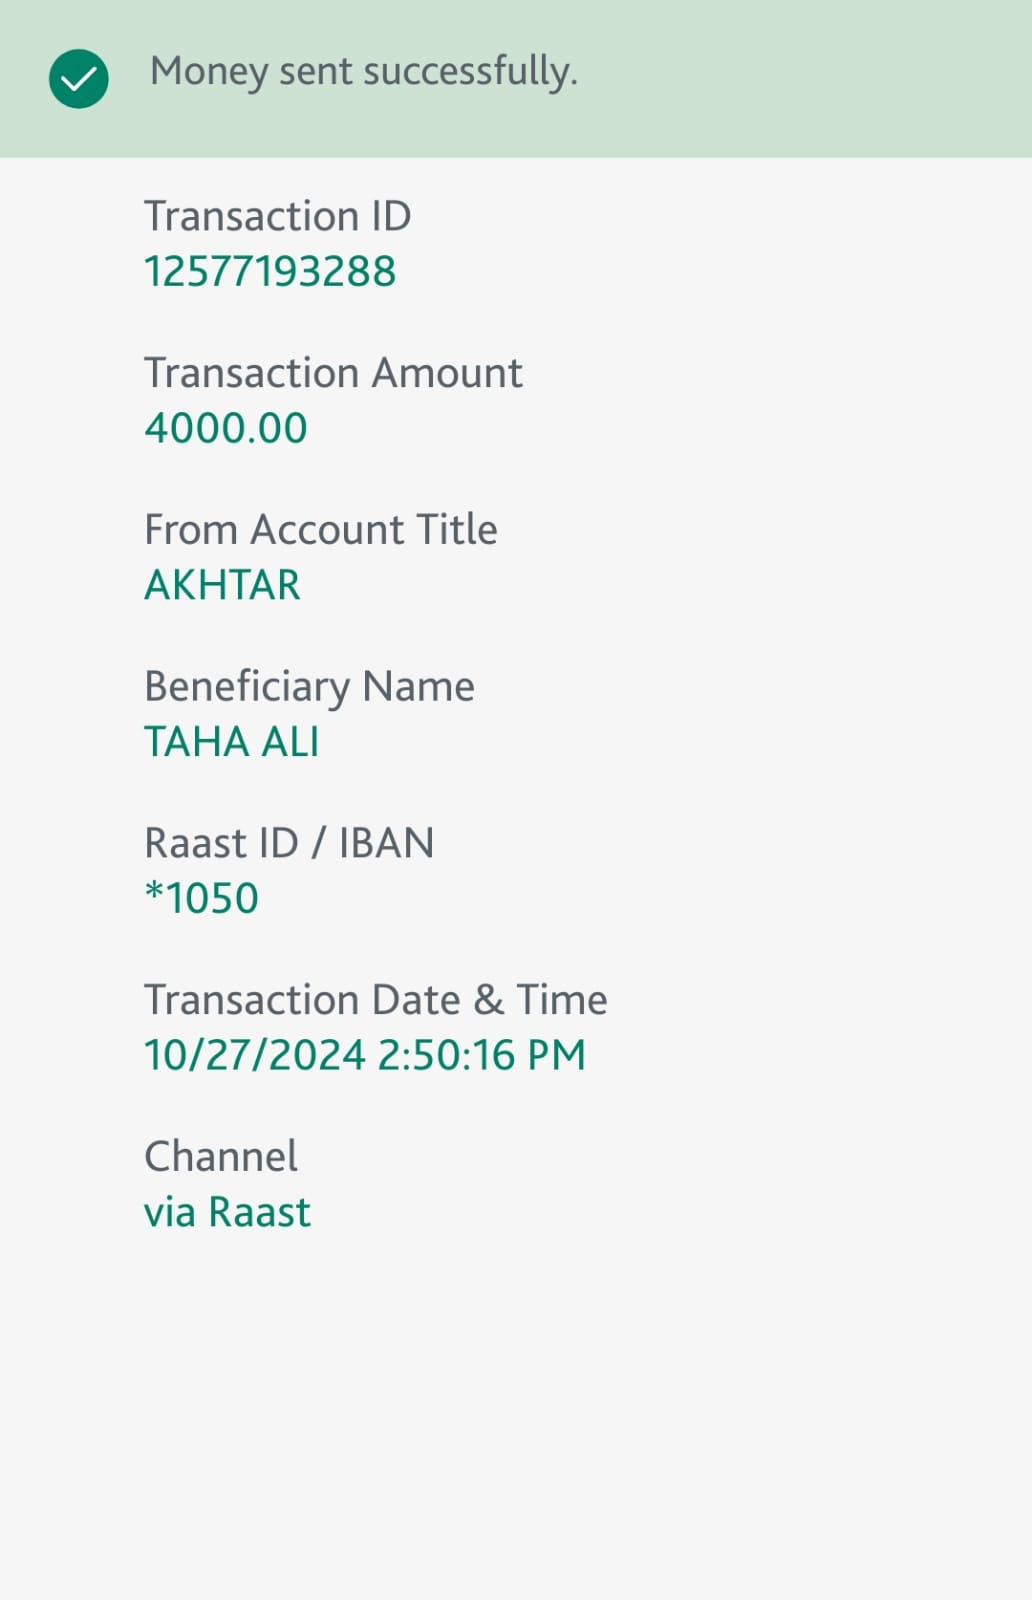 Money sent successfully.
Transaction ID
12577193288
Transaction Amount
4000.00
From Account Title
AKHTAR
Beneficiary Name
TAHA ALI
Raast ID / IBAN
*1050
Transaction Date & Time
10/27/2024 2:50:16 PM
Channel
via Raast